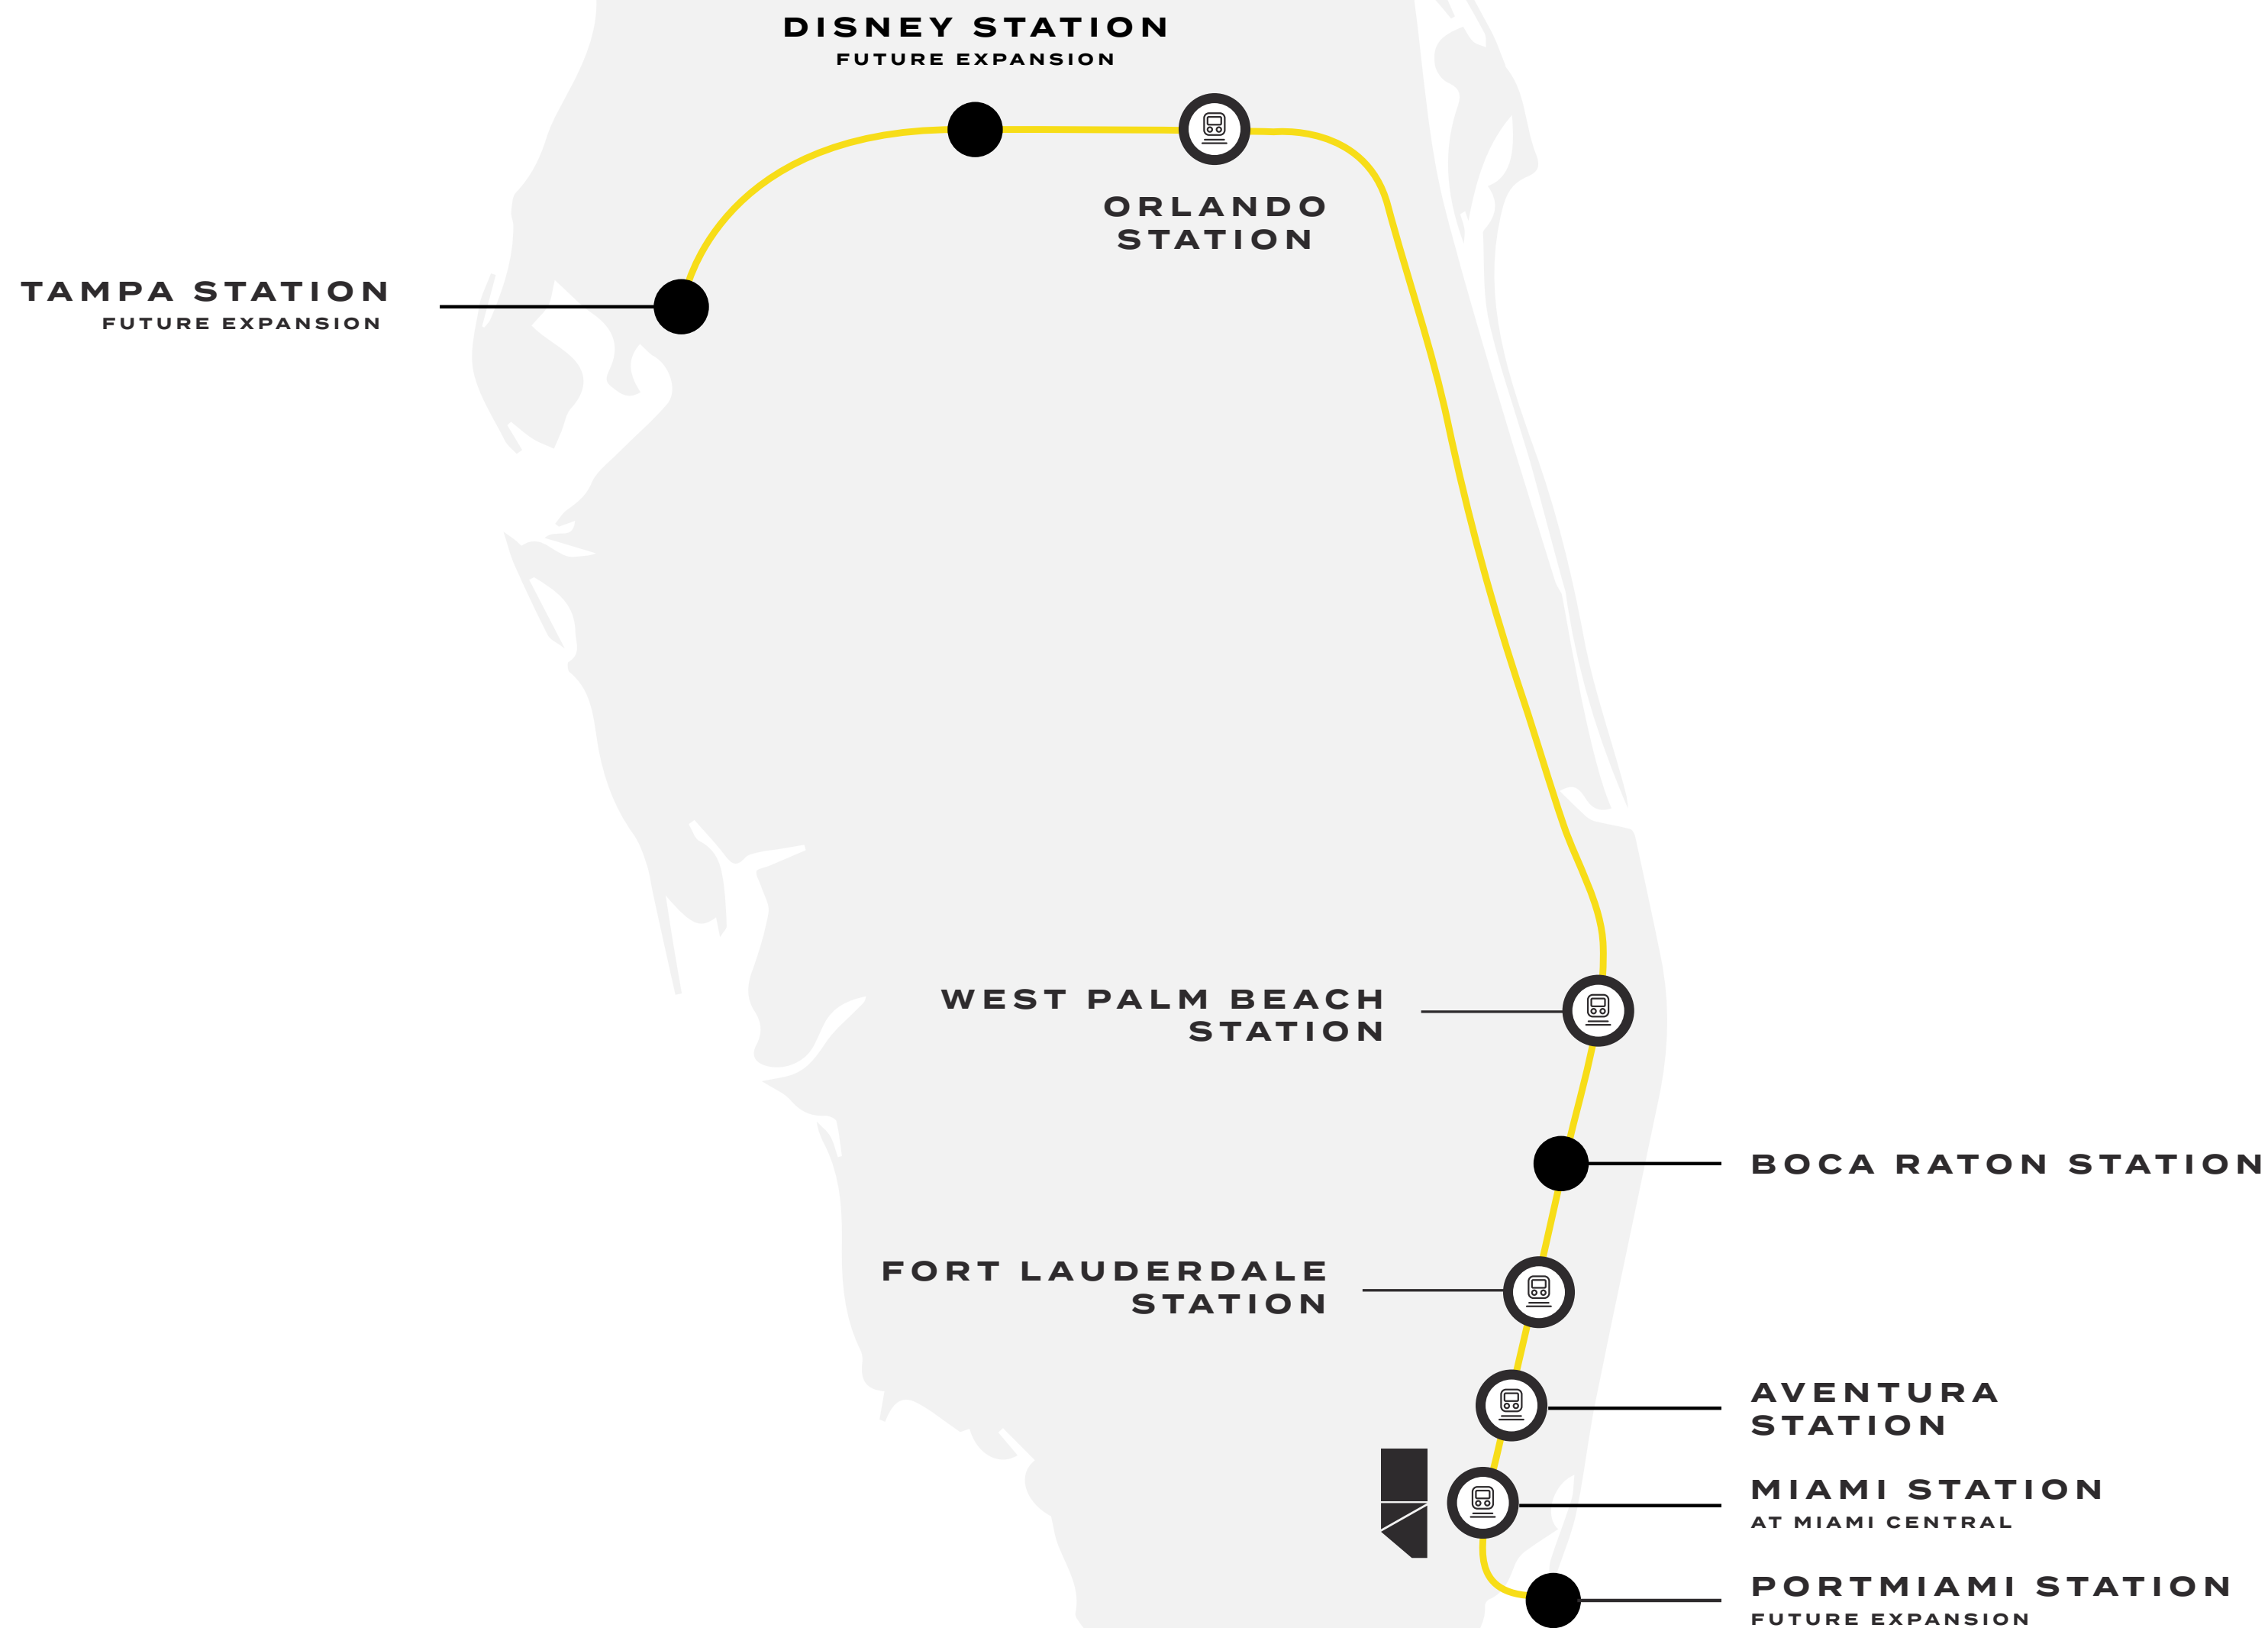 DISNEY STATION
FUTURE EXPANSION
ORLANDO
STATION
TAMPA STATION
FUTURE EXPANSION
WEST PALM BEACH
STATION
BOCA RATON STATION
FORT LAUDERDALE
STATION
AVENTURA
STATION
MIAMI STATION
AT MIAMI CENTRAL
PORTMIAMI STATION
FUTURE EXPANSION